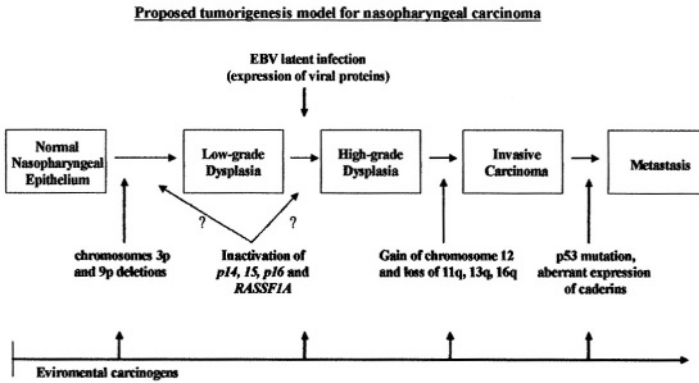 Proposed tumorigenesis model for nasopharyngeal carcinoma
EBV latent infection
(expression of viral proteins)
Normal
Nasopharyngeal
Epithelium
Low-grade
Dysplasia
High-grade
Dysplasia
Invasive
Carcinoma
Metastasis
?
?
chromosomes 3p
and 9p deletions
Inactivation of
p14, 15, p16 and
RASSF1A
Gain of chromosome 12
and loss of 11q, 13q, 16q
p53 mutation,
aberrant expression
of caderins
Eviromental carcinogens